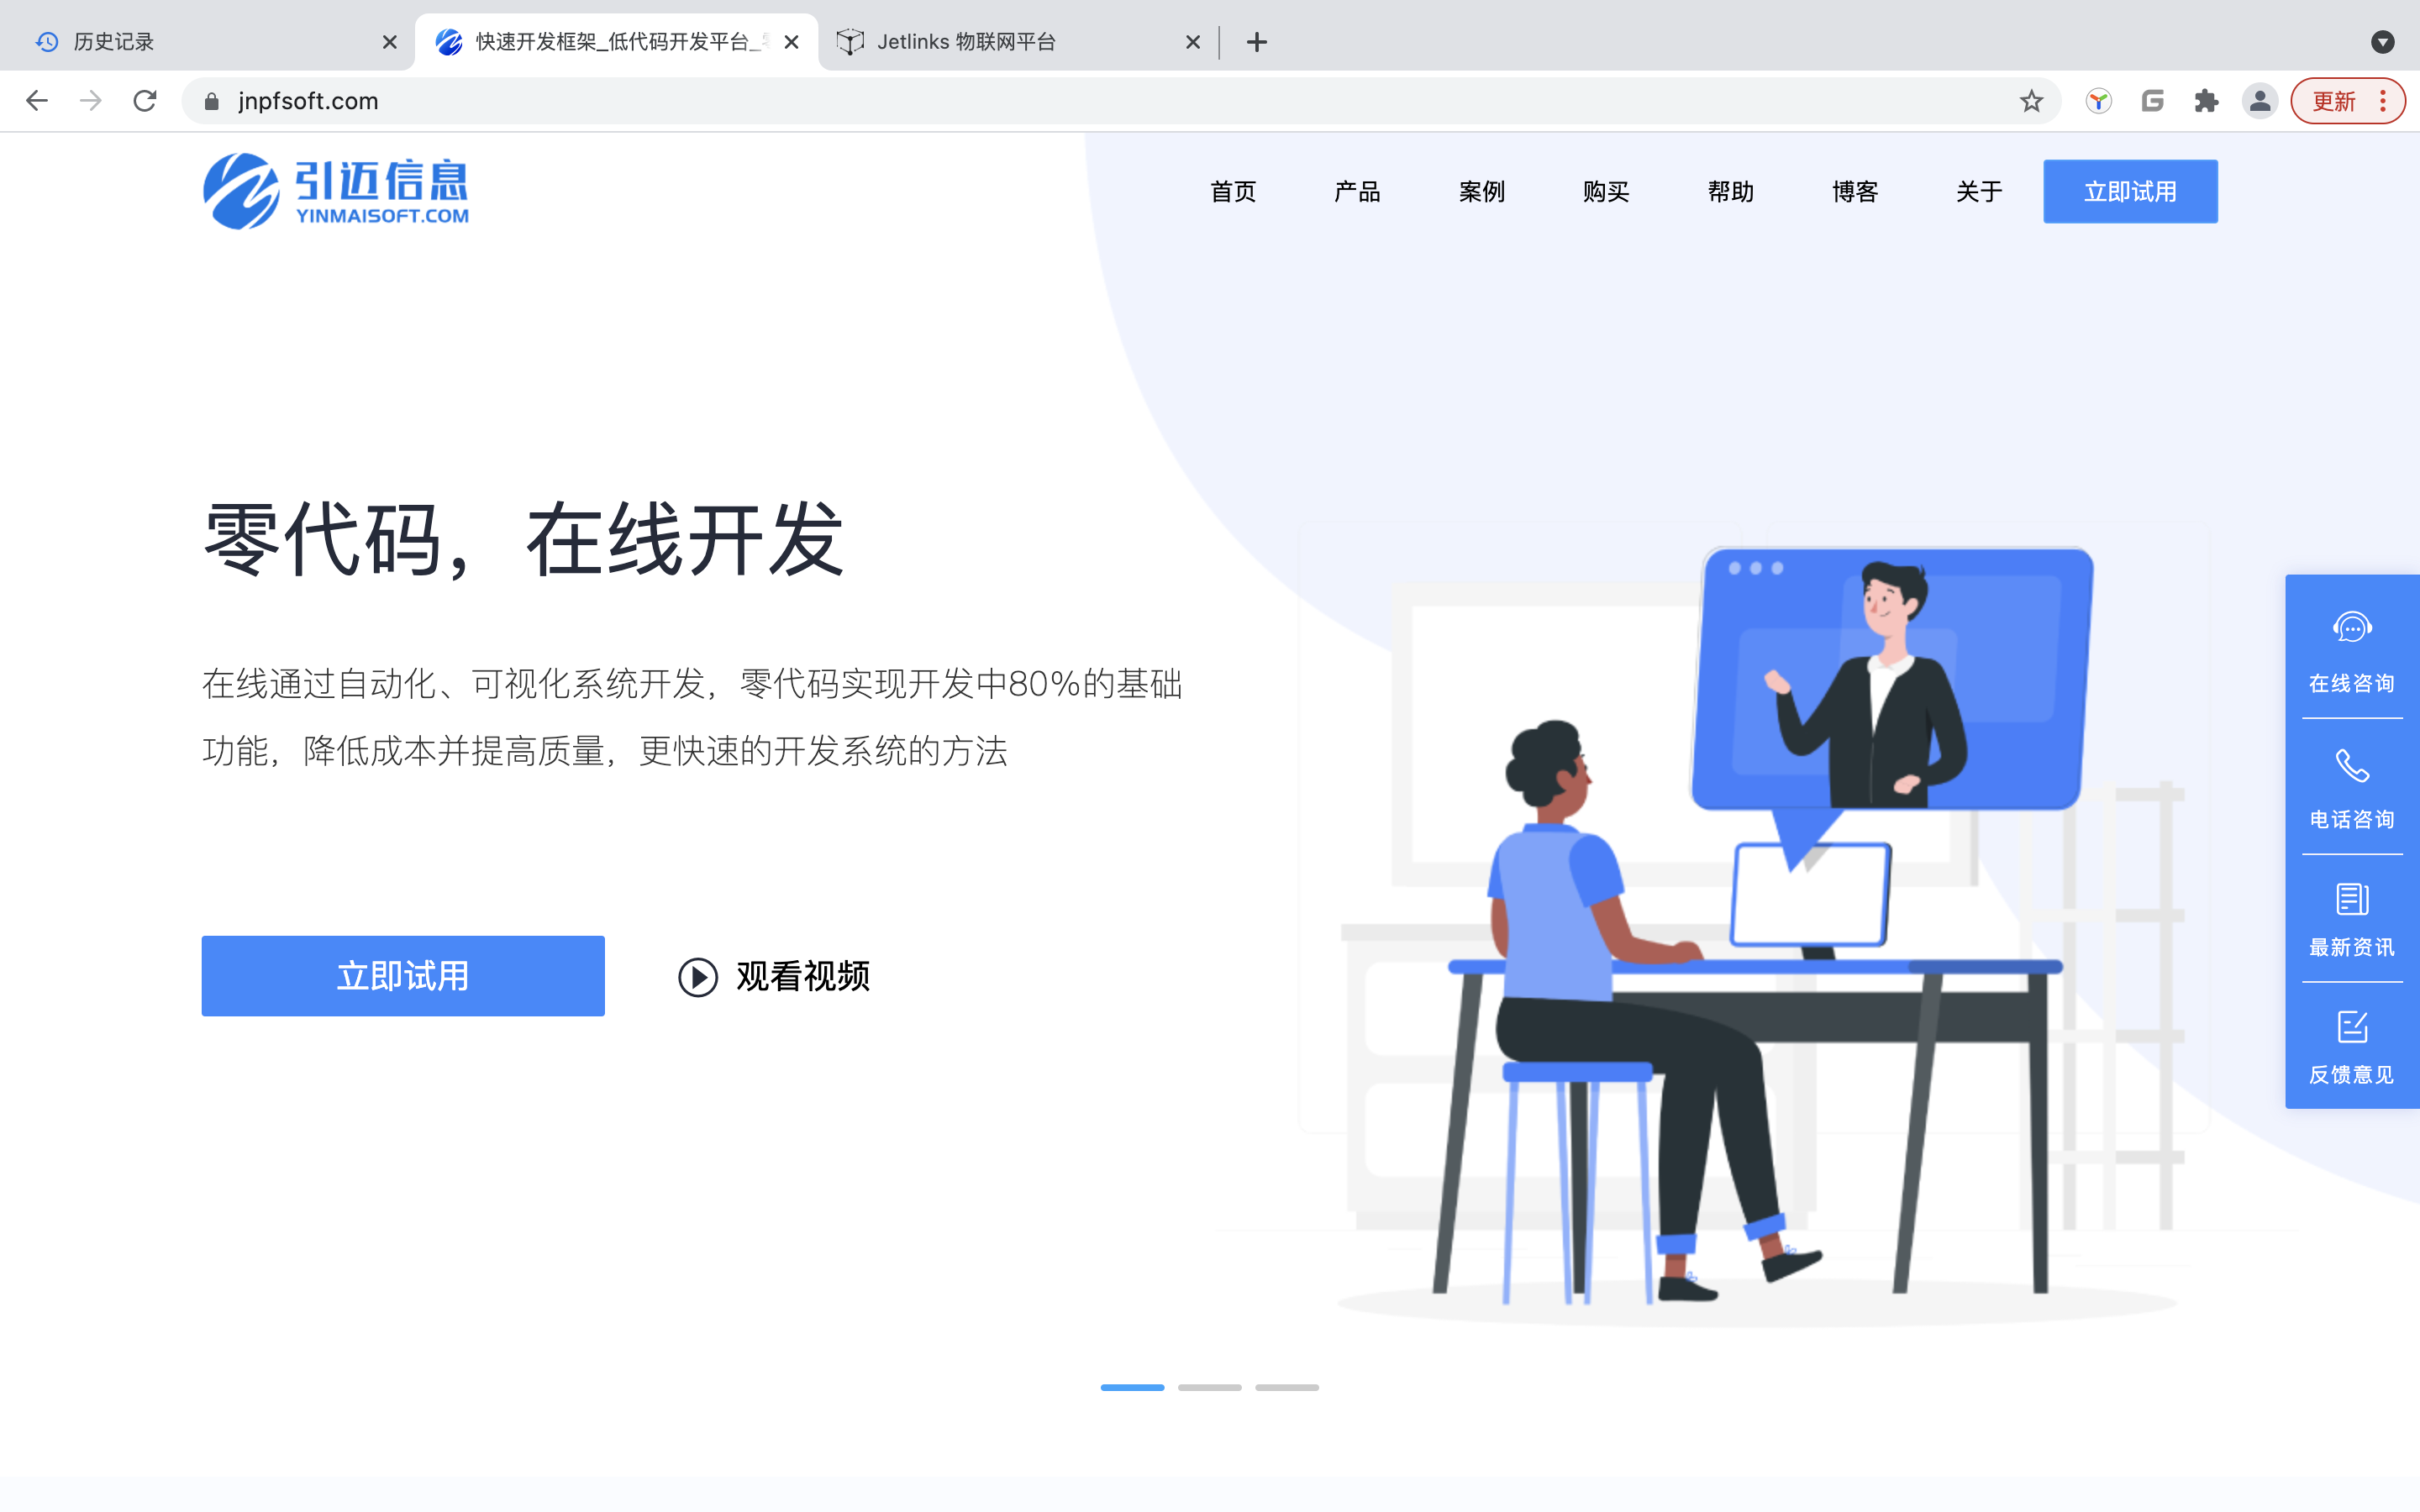 历史记录
快速开发框架_低代码开发平台_
Jetlinks 物联网平台
jnpfsoft.com
更新
引迈信息
YINMAISOFT.COM
首页
产品
案例
购买
帮助
博客
关于
立即试用
零代码，在线开发
在线通过自动化、可视化系统开发，零代码实现开发中80%的基础
功能，降低成本并提高质量，更快速的开发系统的方法
立即试用
观看视频
在线咨询
电话咨询
最新资讯
反馈意见